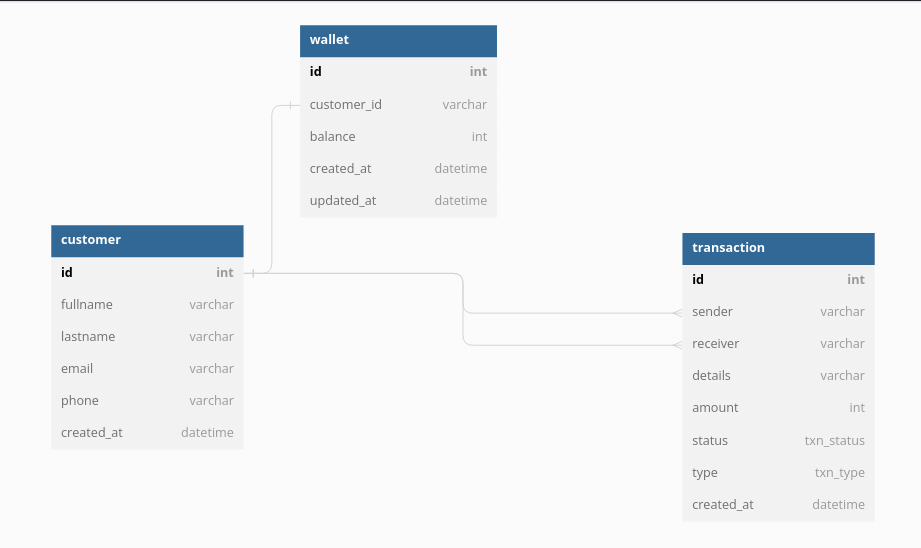 wallet
id int
customer_id varchar
balance int
created_at datetime
updated_at datetime
customer
id int
fullname varchar
lastname varchar
email varchar
phone varchar
created_at datetime
transaction
id int
sender varchar
receiver varchar
details varchar
amount int
status txn_status
type txn_type
created_at datetime